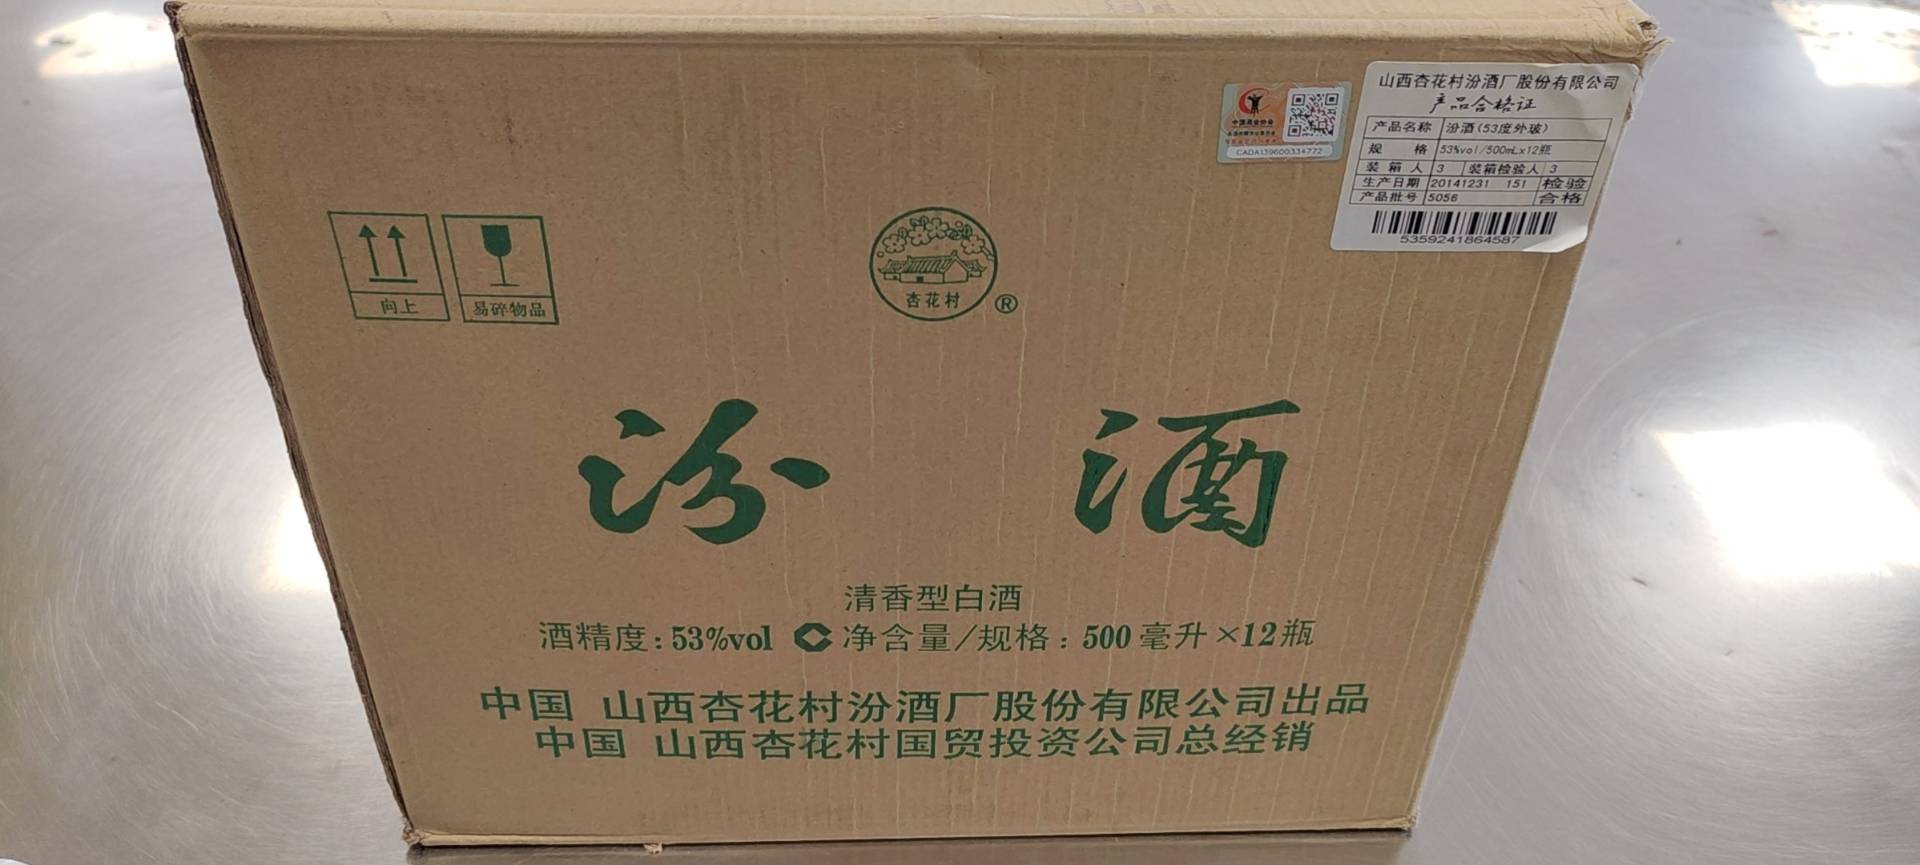 山西杏花村汾酒厂股份有限公司
产品合格证
产品名称 汾酒(53度外玻)
规 格 53%vol/500mLx12瓶
装 箱 人 3 装箱检验人 3
生产日期 20141231 151 检验
产品批号 5056 合格
5359241864587
中国酒业协会
CADA139600334772
向上
易碎物品
杏花村
®
汾 酒
清香型白酒
酒精度:53%vol 净含量/规格:500毫升×12瓶
中国 山西杏花村汾酒厂股份有限公司出品
中国 山西杏花村国贸投资公司总经销